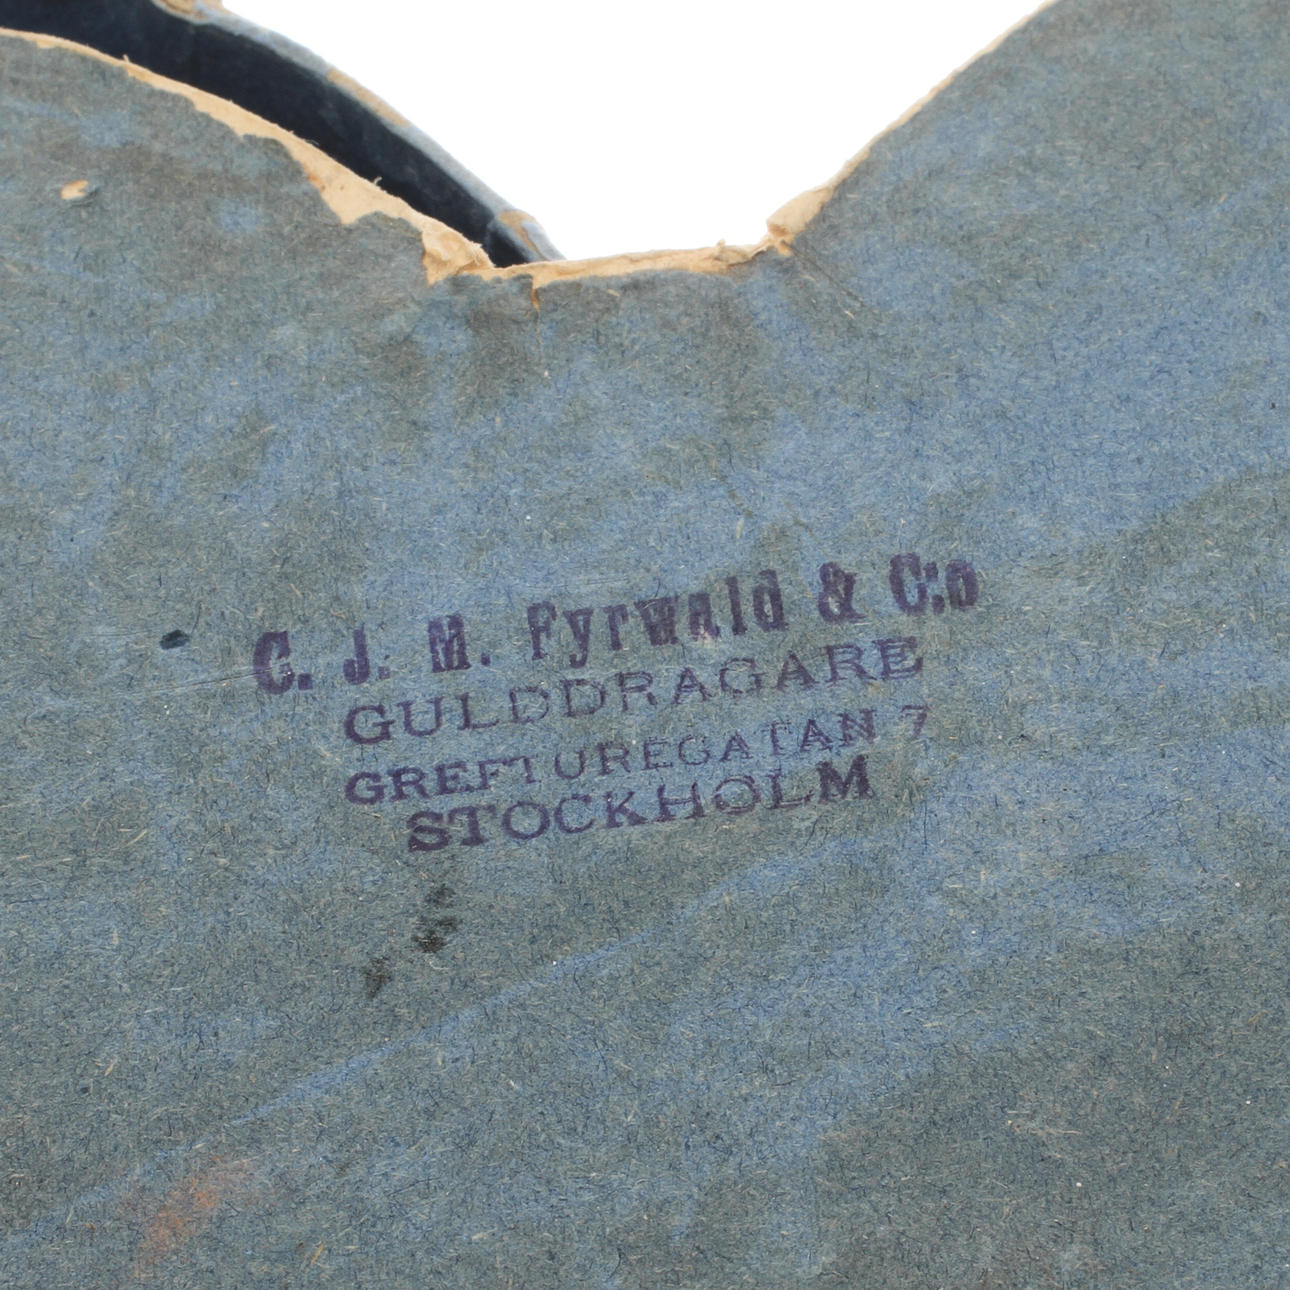 C. J. M. Fyrwald & C:o
GULDDRAGARE
GREFTUREGATAN 7
STOCKHOLM